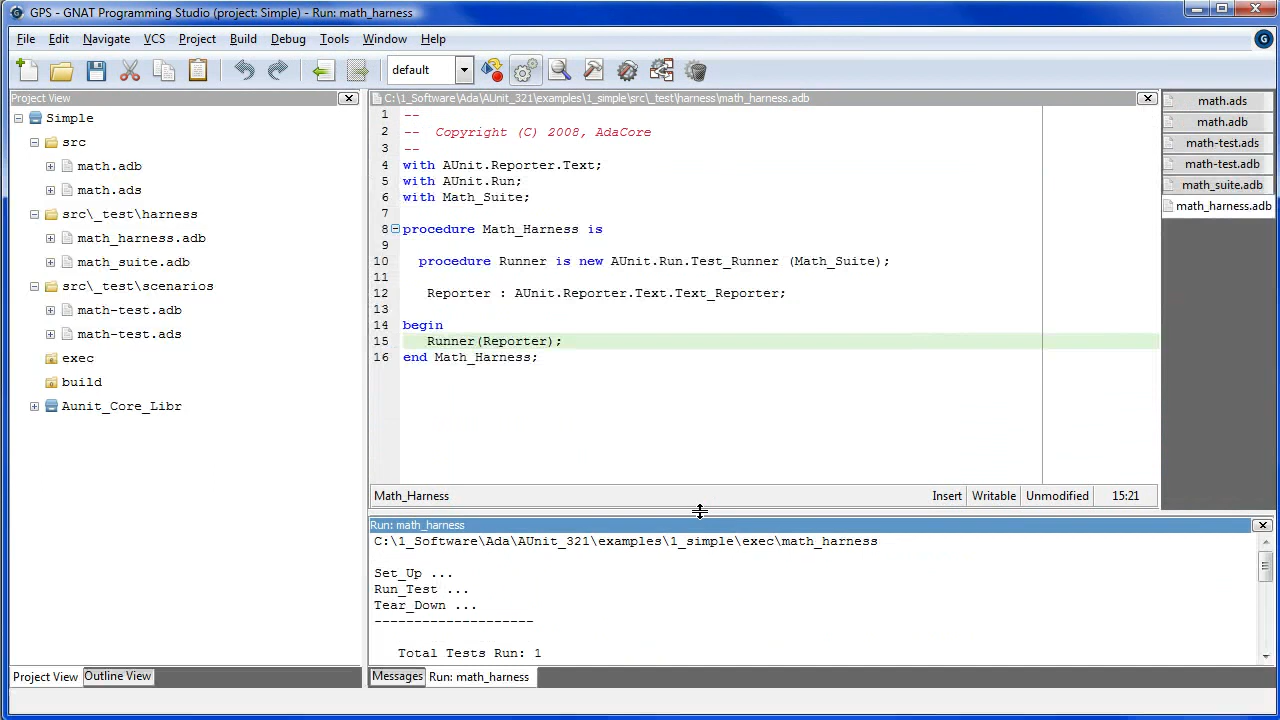 GPS - GNAT Programming Studio (project: Simple) - Run: math_harness
File Edit Navigate VCS Project Build Debug Tools Window Help
default
Project View
Simple
src
math.adb
math.ads
src\_test\harness
math_harness.adb
math_suite.adb
src\_test\scenarios
math-test.adb
math-test.ads
exec
build
Aunit_Core_Libr
Project View Outline View
C:\1_Software\Ada\AUnit_321\examples\1_simple\src\_test\harness\math_harness.adb
1 --
2 -- Copyright (C) 2008, AdaCore
3 --
4 with AUnit.Reporter.Text;
5 with AUnit.Run;
6 with Math_Suite;
7
8 procedure Math_Harness is
9
10 procedure Runner is new AUnit.Run.Test_Runner (Math_Suite);
11
12 Reporter : AUnit.Reporter.Text.Text_Reporter;
13
14 begin
15 Runner(Reporter);
16 end Math_Harness;
Math_Harness Insert Writable Unmodified 15:21
math.ads
math.adb
math-test.ads
math-test.adb
math_suite.adb
math_harness.adb
Run: math_harness
C:\1_Software\Ada\AUnit_321\examples\1_simple\exec\math_harness
Set_Up ...
Run_Test ...
Tear_Down ...
--------------------
Total Tests Run: 1
Messages Run: math_harness